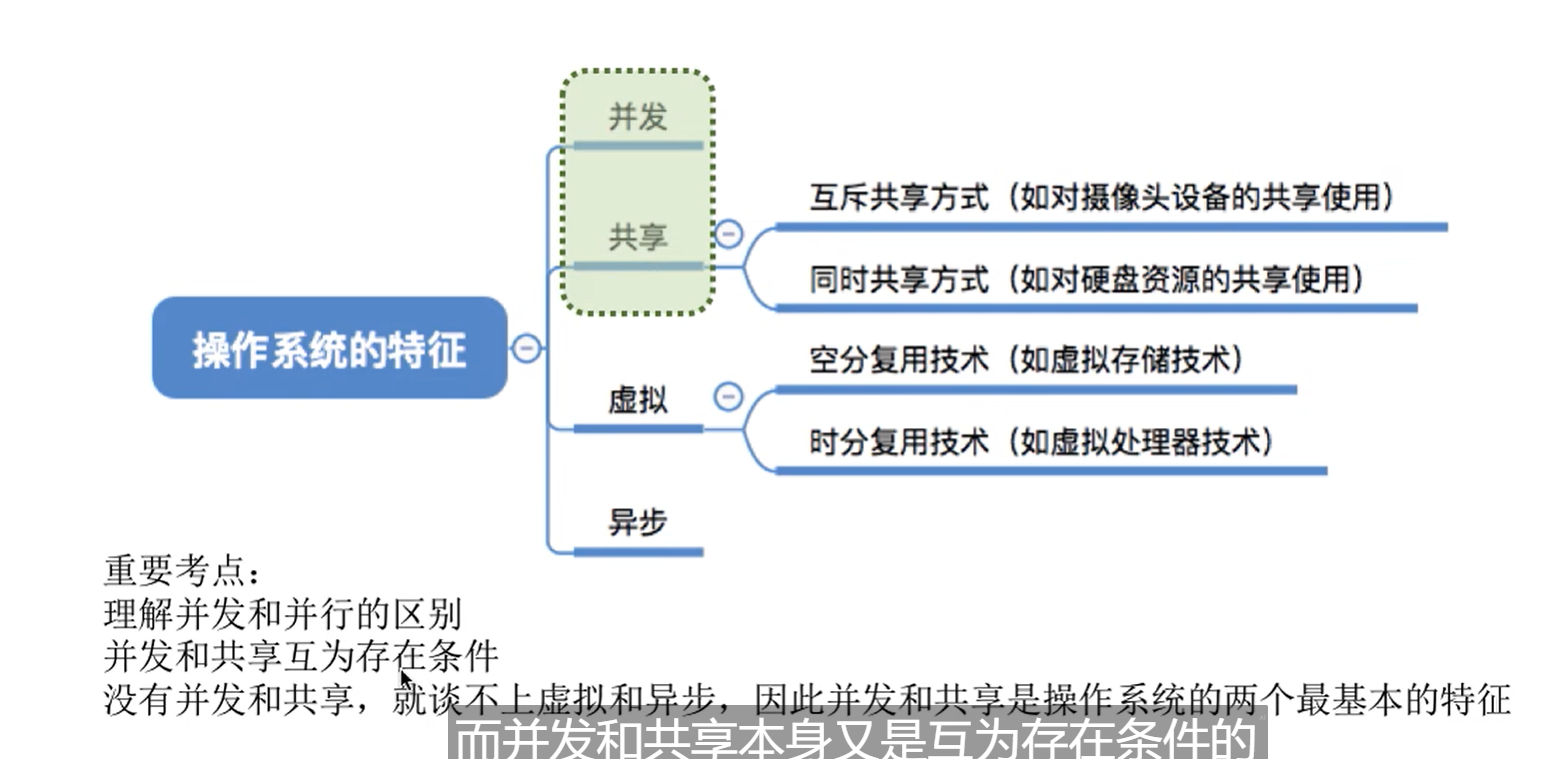 并发
共享
互斥共享方式（如对摄像头设备的共享使用）
同时共享方式（如对硬盘资源的共享使用）
操作系统的特征
虚拟
空分复用技术（如虚拟存储技术）
时分复用技术（如虚拟处理器技术）
异步
重要考点：
理解并发和并行的区别
并发和共享互为存在条件
没有并发和共享，就谈不上虚拟和异步，因此并发和共享是操作系统的两个最基本的特征
而并发和共享本身又是互为存在条件的